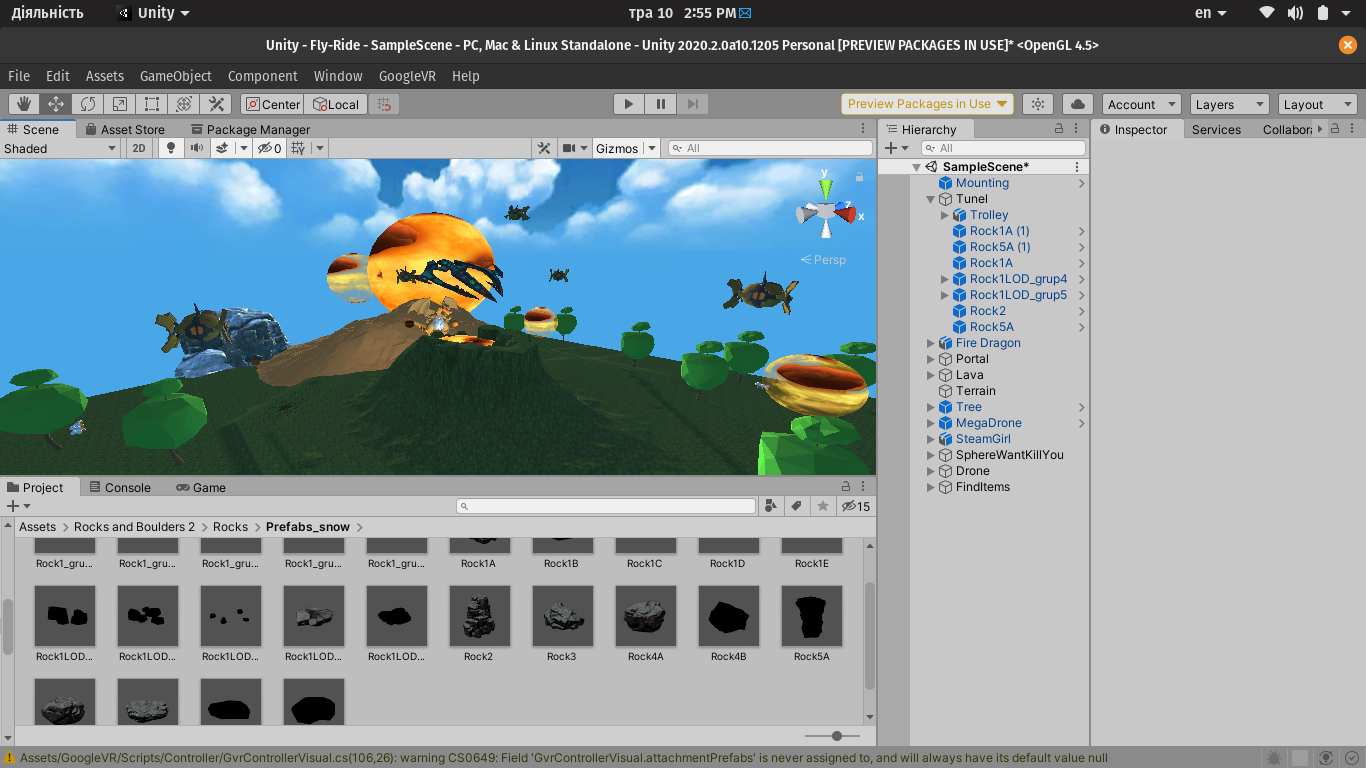 Діяльність Unity тра 10 2:55 PM en
Unity - Fly-Ride - SampleScene - PC, Mac & Linux Standalone - Unity 2020.2.0a10.1205 Personal [PREVIEW PACKAGES IN USE]* <OpenGL 4.5>
File Edit Assets GameObject Component Window GoogleVR Help
Center Local Preview Packages in Use Account Layers Layout
Scene Asset Store Package Manager
Shaded 2D 0 Gizmos All
y
z
x
Persp
Hierarchy
All
SampleScene*
Mounting
Tunel
Trolley
Rock1A (1)
Rock5A (1)
Rock1A
Rock1LOD_grup4
Rock1LOD_grup5
Rock2
Rock5A
Fire Dragon
Portal
Lava
Terrain
Tree
MegaDrone
SteamGirl
SphereWantKillYou
Drone
FindItems
Inspector Services Collabora
Project Console Game
15
Assets > Rocks and Boulders 2 > Rocks > Prefabs_snow >
Rock1_gru... Rock1_gru... Rock1_gru... Rock1_gru... Rock1_gru... Rock1A Rock1B Rock1C Rock1D Rock1E
Rock1LOD... Rock1LOD... Rock1LOD... Rock1LOD... Rock1LOD... Rock2 Rock3 Rock4A Rock4B Rock5A
Assets/GoogleVR/Scripts/Controller/GvrControllerVisual.cs(106,26): warning CS0649: Field 'GvrControllerVisual.attachmentPrefabs' is never assigned to, and will always have its default value null